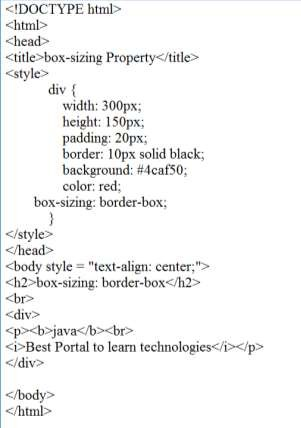 <!DOCTYPE html>
<html>
<head>
<title>box-sizing Property</title>
<style>
div {
width: 300px;
height: 150px;
padding: 20px;
border: 10px solid black;
background: #4caf50;
color: red;
box-sizing: border-box;
}
</style>
</head>
<body style = "text-align: center;">
<h2>box-sizing: border-box</h2>
<br>
<div>
<p><b>java</b><br>
<i>Best Portal to learn technologies</i></p>
</div>
</body>
</html>